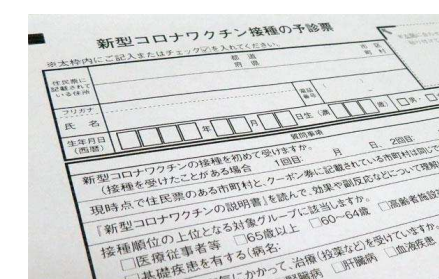 新型コロナワクチン接種の予診票
※太枠内にご記入またはチェック☑を入れてください。
住民票に
記載されて
いる住所
都 道
府 県
市 区
町 村
フリガナ
氏 名
電話
番号
( )
生年月日
(西暦)
年 月 日生 (満 歳) □男・
質問事項
新型コロナワクチンの接種を初めて受けますか。
(接種を受けたことがある場合 1回目: 月 日、2回目:
現時点で住民票のある市町村と、クーポン券に記載されている市町村は同じで
『新型コロナワクチンの説明書』を読んで、効果や副反応などについて理解
接種順位の上位となる対象グループに該当しますか。
□医療従事者等 □65歳以上 □60～64歳 □高齢者施設
□基礎疾患を有する(病名:
にかかって、治療(投薬など)を受けていますか。
□肝臓病 □血液疾患